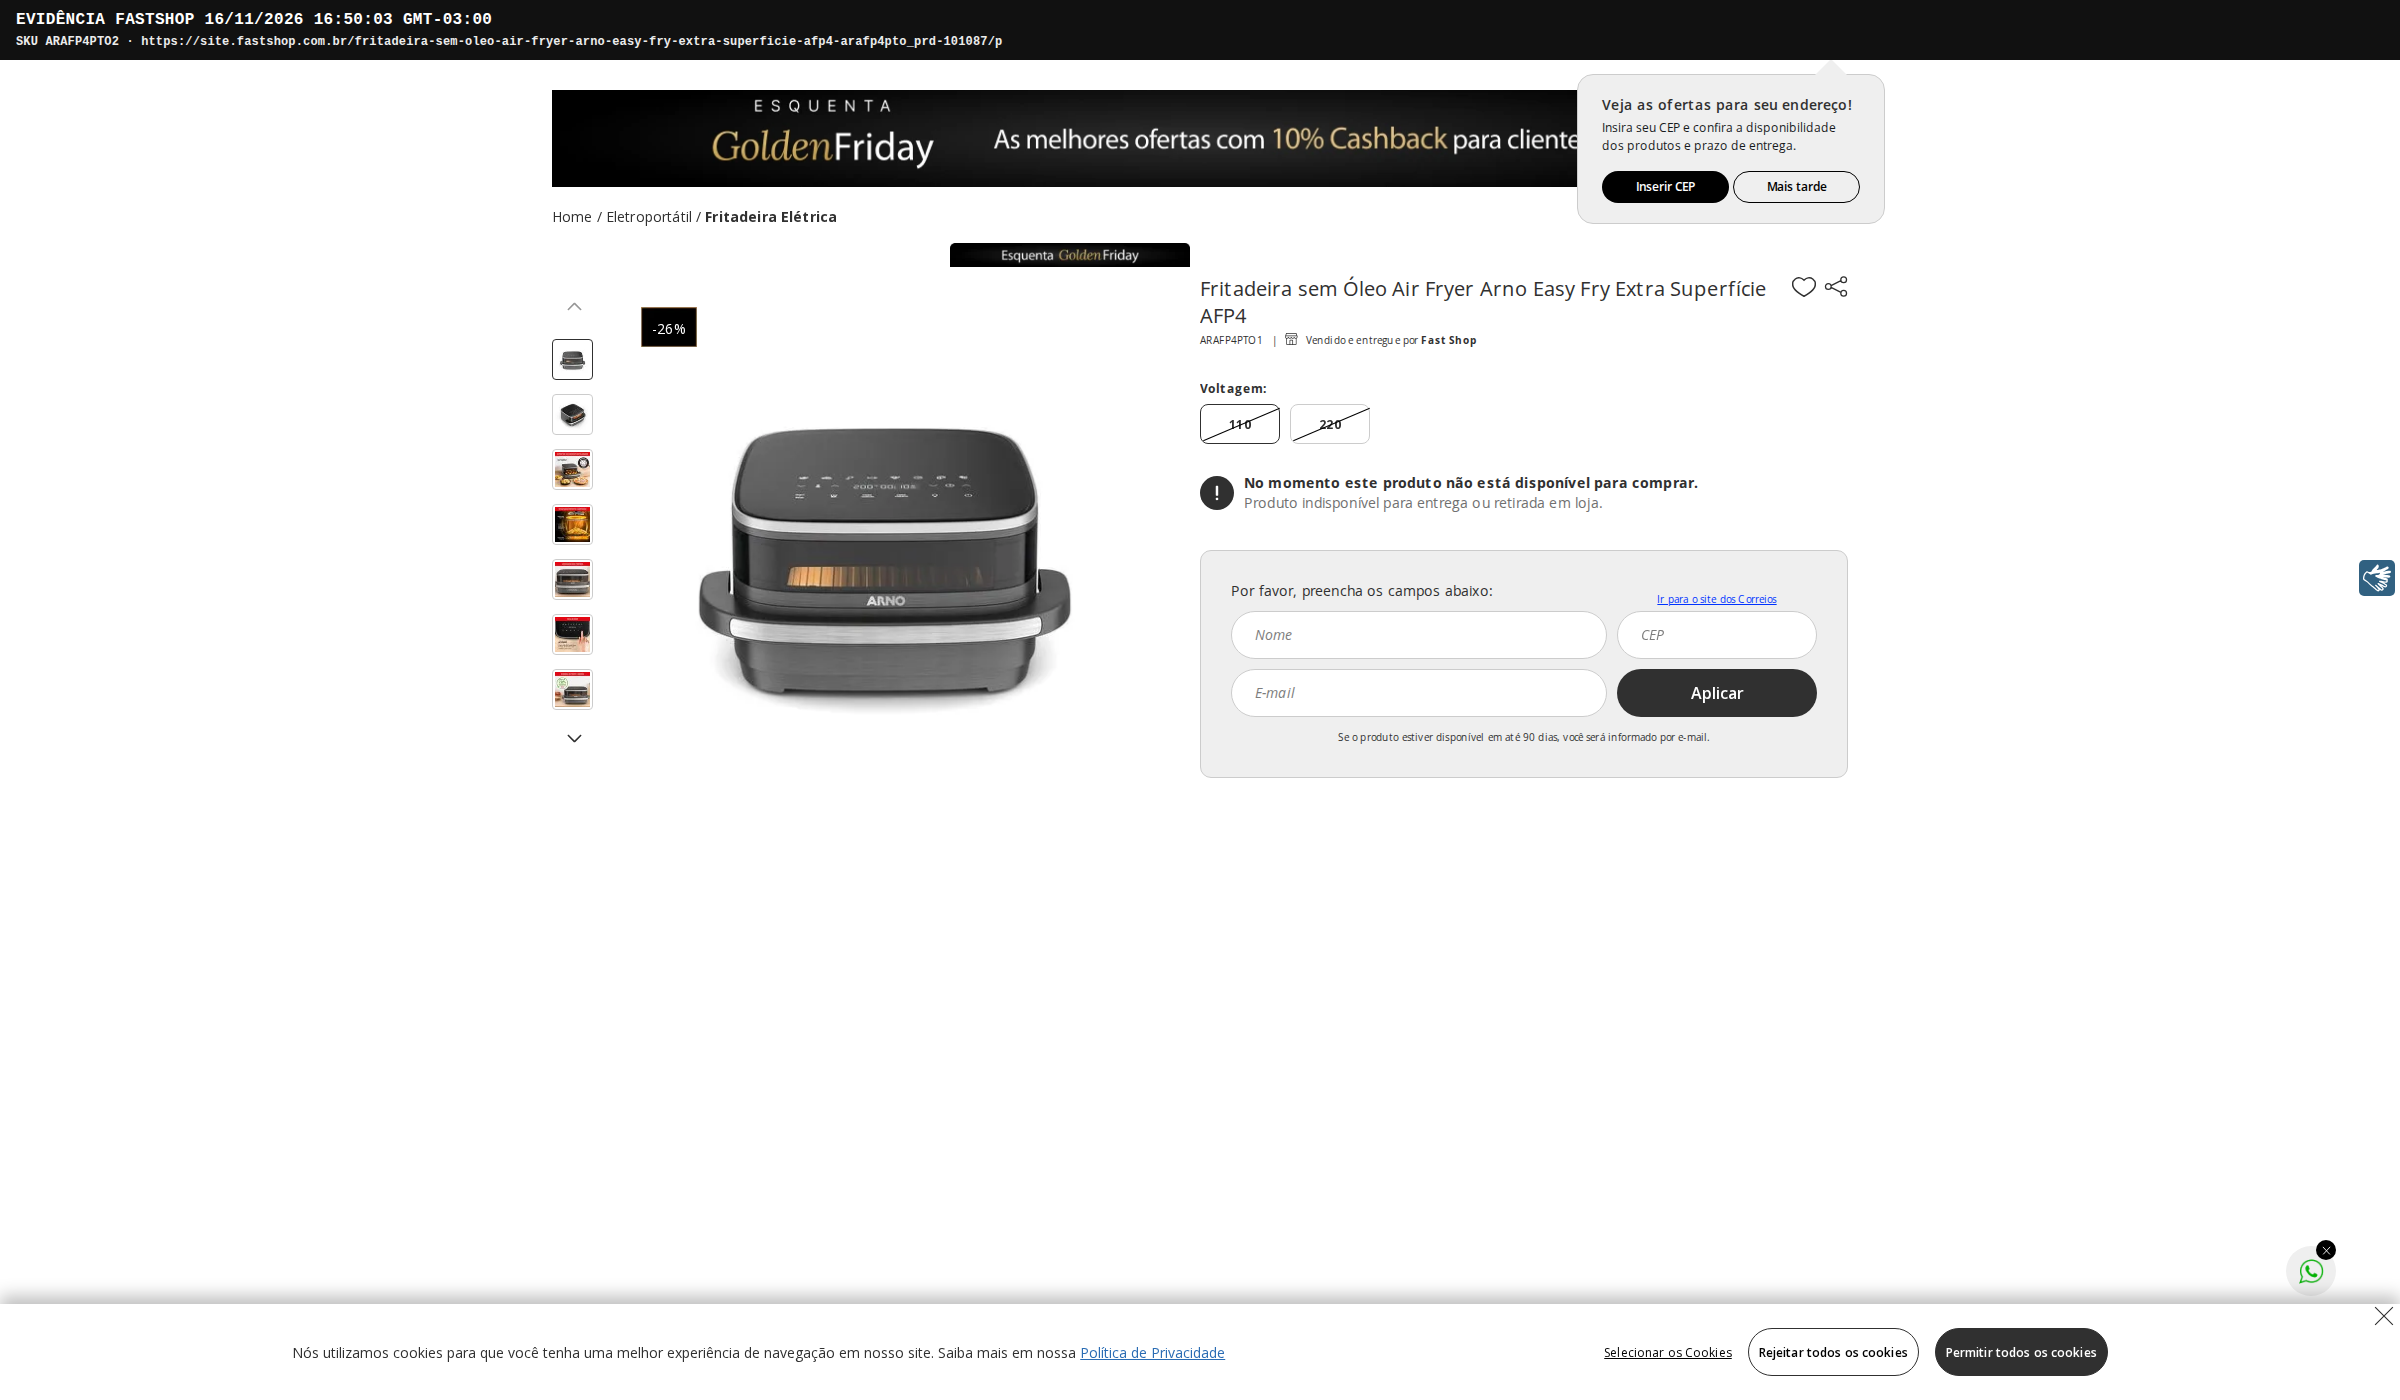 EVIDÊNCIA FASTSHOP 16/11/2026 16:50:03 GMT-03:00
SKU ARAFP4PTO2 · https://site.fastshop.com.br/fritadeira-sem-oleo-air-fryer-arno-easy-fry-extra-superficie-afp4-arafp4pto_prd-101087/p
Veja as ofertas para seu endereço!
Insira seu CEP e confira a disponibilidade
dos produtos e prazo de entrega.
Inserir CEP
Mais tarde
ESQUENTA
GoldenFriday
As melhores ofertas com 10% Cashback para cliente
Home / Eletroportátil / Fritadeira Elétrica
Esquenta GoldenFriday
-26%
ARNO
Fritadeira sem Óleo Air Fryer Arno Easy Fry Extra Superfície
AFP4
ARAFP4PTO1 | Vendido e entregue por Fast Shop
Voltagem:
110
220
No momento este produto não está disponível para comprar.
Produto indisponível para entrega ou retirada em loja.
Por favor, preencha os campos abaixo:
Ir para o site dos Correios
Nome
CEP
E-mail
Aplicar
Se o produto estiver disponível em até 90 dias, você será informado por e-mail.
Nós utilizamos cookies para que você tenha uma melhor experiência de navegação em nosso site. Saiba mais em nossa Política de Privacidade
Selecionar os Cookies
Rejeitar todos os cookies
Permitir todos os cookies